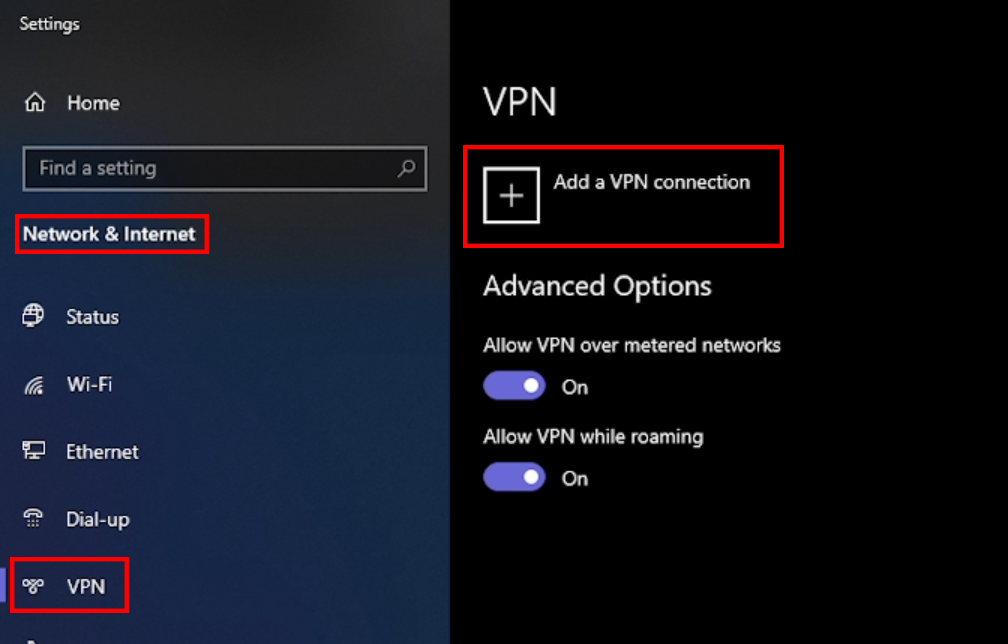 Settings
Home
Find a setting
Network & Internet
Status
Wi-Fi
Ethernet
Dial-up
VPN
VPN
Add a VPN connection
Advanced Options
Allow VPN over metered networks
On
Allow VPN while roaming
On